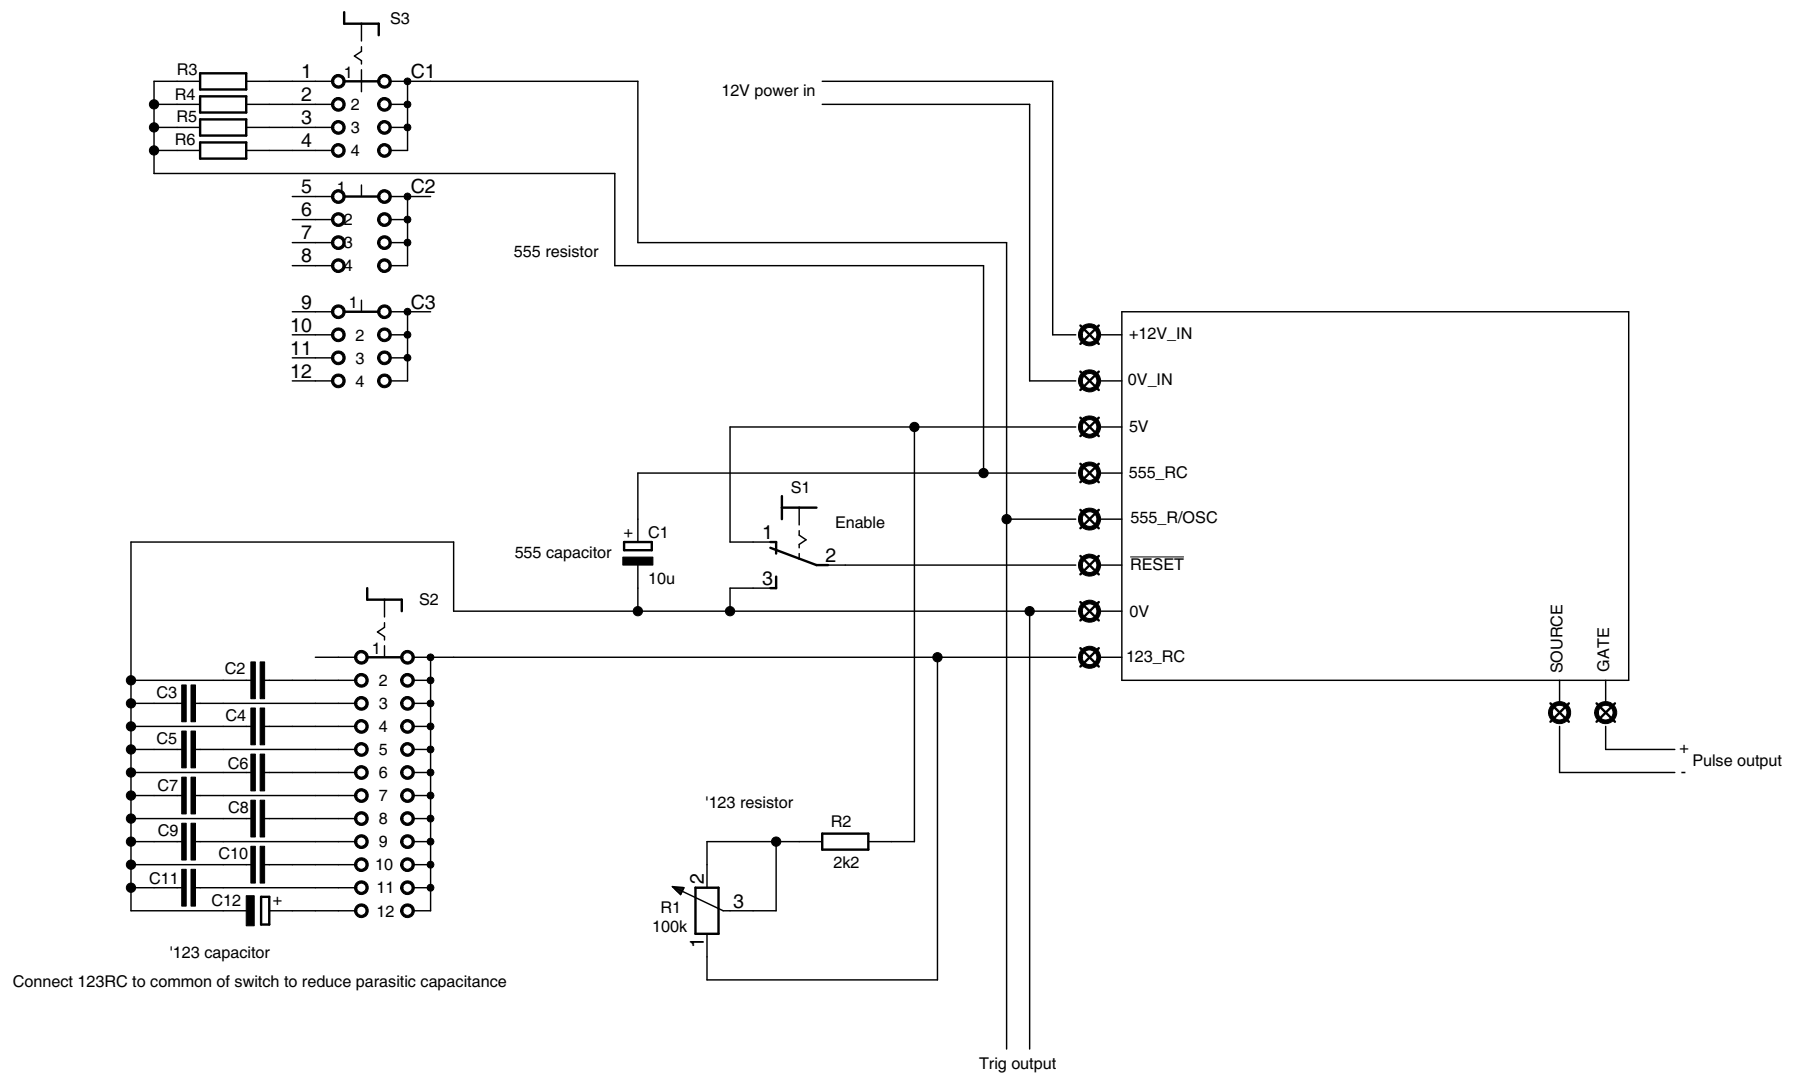 S3
R3
1
1
C1
R4
2
2
R5
3
3
R6
4
4
12V power in
5
1
C2
6
2
7
3
8
4
555 resistor
9
1
C3
10
2
11
3
12
4
+12V_IN
0V_IN
5V
555_RC
555_R/OSC
RESET
0V
123_RC
SOURCE
GATE
S1
Enable
1
2
3
555 capacitor
+
C1
10u
S2
1
C2
2
C3
3
C4
4
C5
5
C6
6
C7
7
C8
8
C9
9
C10
10
C11
11
C12
+
12
'123 capacitor
Connect 123RC to common of switch to reduce parasitic capacitance
'123 resistor
R2
2k2
2
R1
3
100k
1
+
Pulse output
-
Trig output